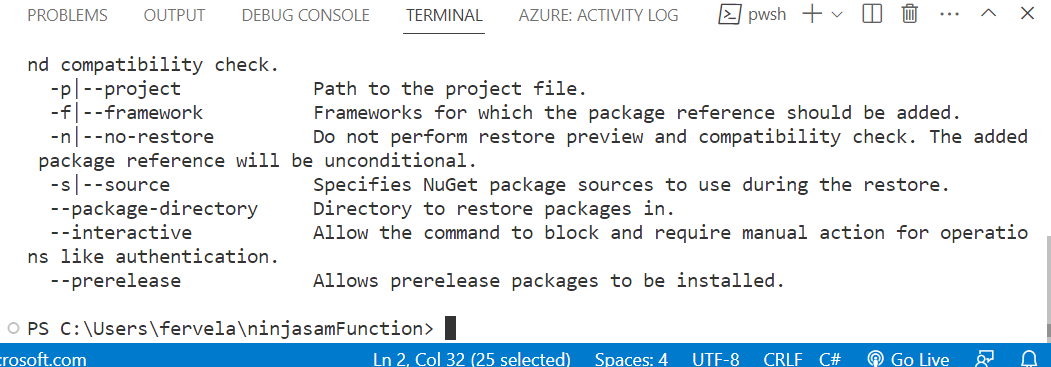 PROBLEMS OUTPUT DEBUG CONSOLE TERMINAL AZURE: ACTIVITY LOG pwsh
nd compatibility check.
-p|--project Path to the project file.
-f|--framework Frameworks for which the package reference should be added.
-n|--no-restore Do not perform restore preview and compatibility check. The added
package reference will be unconditional.
-s|--source Specifies NuGet package sources to use during the restore.
--package-directory Directory to restore packages in.
--interactive Allow the command to block and require manual action for operatio
ns like authentication.
--prerelease Allows prerelease packages to be installed.
PS C:\Users\fervela\ninjasamFunction>
crosoft.com Ln 2, Col 32 (25 selected) Spaces: 4 UTF-8 CRLF C# Go Live